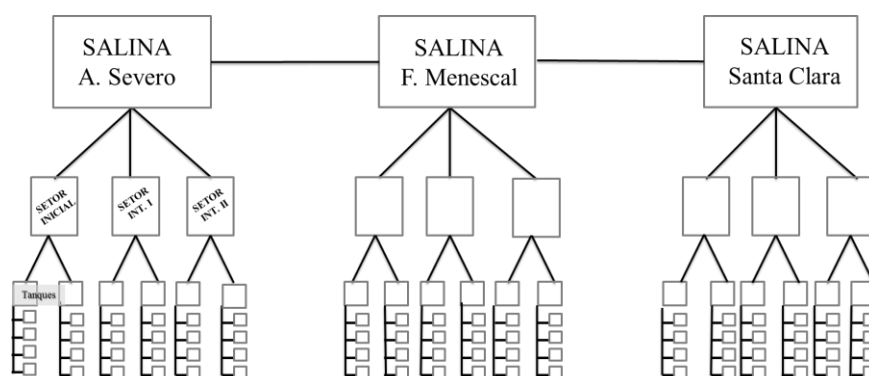 SALINA
A. Severo
SALINA
F. Menescal
SALINA
Santa Clara
SETOR
INICIAL
SETOR
INT. I
SETOR
INT. II
Tanques